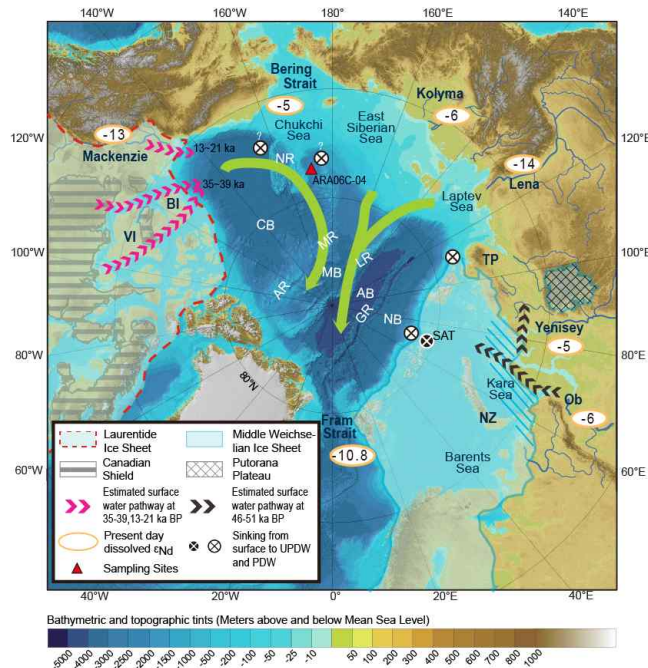 160°W
180°
160°E
140°W
140°E
Bering
Strait
Kolyma
-5
-6
East
Siberian
Sea
Chukchi
Sea
120°W
-13
Mackenzie
13~21 ka
?
?
NR
ARA06C-04
-14
Lena
120°E
35~39 ka
BI
VI
Laptev
Sea
CB
MR
LR
100°W
TP
100°E
AR
MB
AB
GR
NB
SAT
Yenisey
-5
80°W
80°E
80°N
Kara
Sea
Ob
-6
NZ
Fram
Strait
-10.8
Barents
Sea
60°W
60°E
Laurentide
Ice Sheet
Middle Weichse-
lian Ice Sheet
Canadian
Shield
Putorana
Plateau
Estimated surface
water pathway at
35-39,13-21 ka BP
Estimated surface
water pathway at
46-51 ka BP
Present day
dissolved εNd
Sinking from
surface to UPDW
and PDW
Sampling Sites
40°W
20°W
0°
20°E
40°E
Bathymetric and topographic tints (Meters above and below Mean Sea Level)
-5000 -4000 -3000 -2500 -2000 -1500 -1000 -500 -200 -100 -50 -25 -10 50 100 200 300 400 500 600 700 800 1000